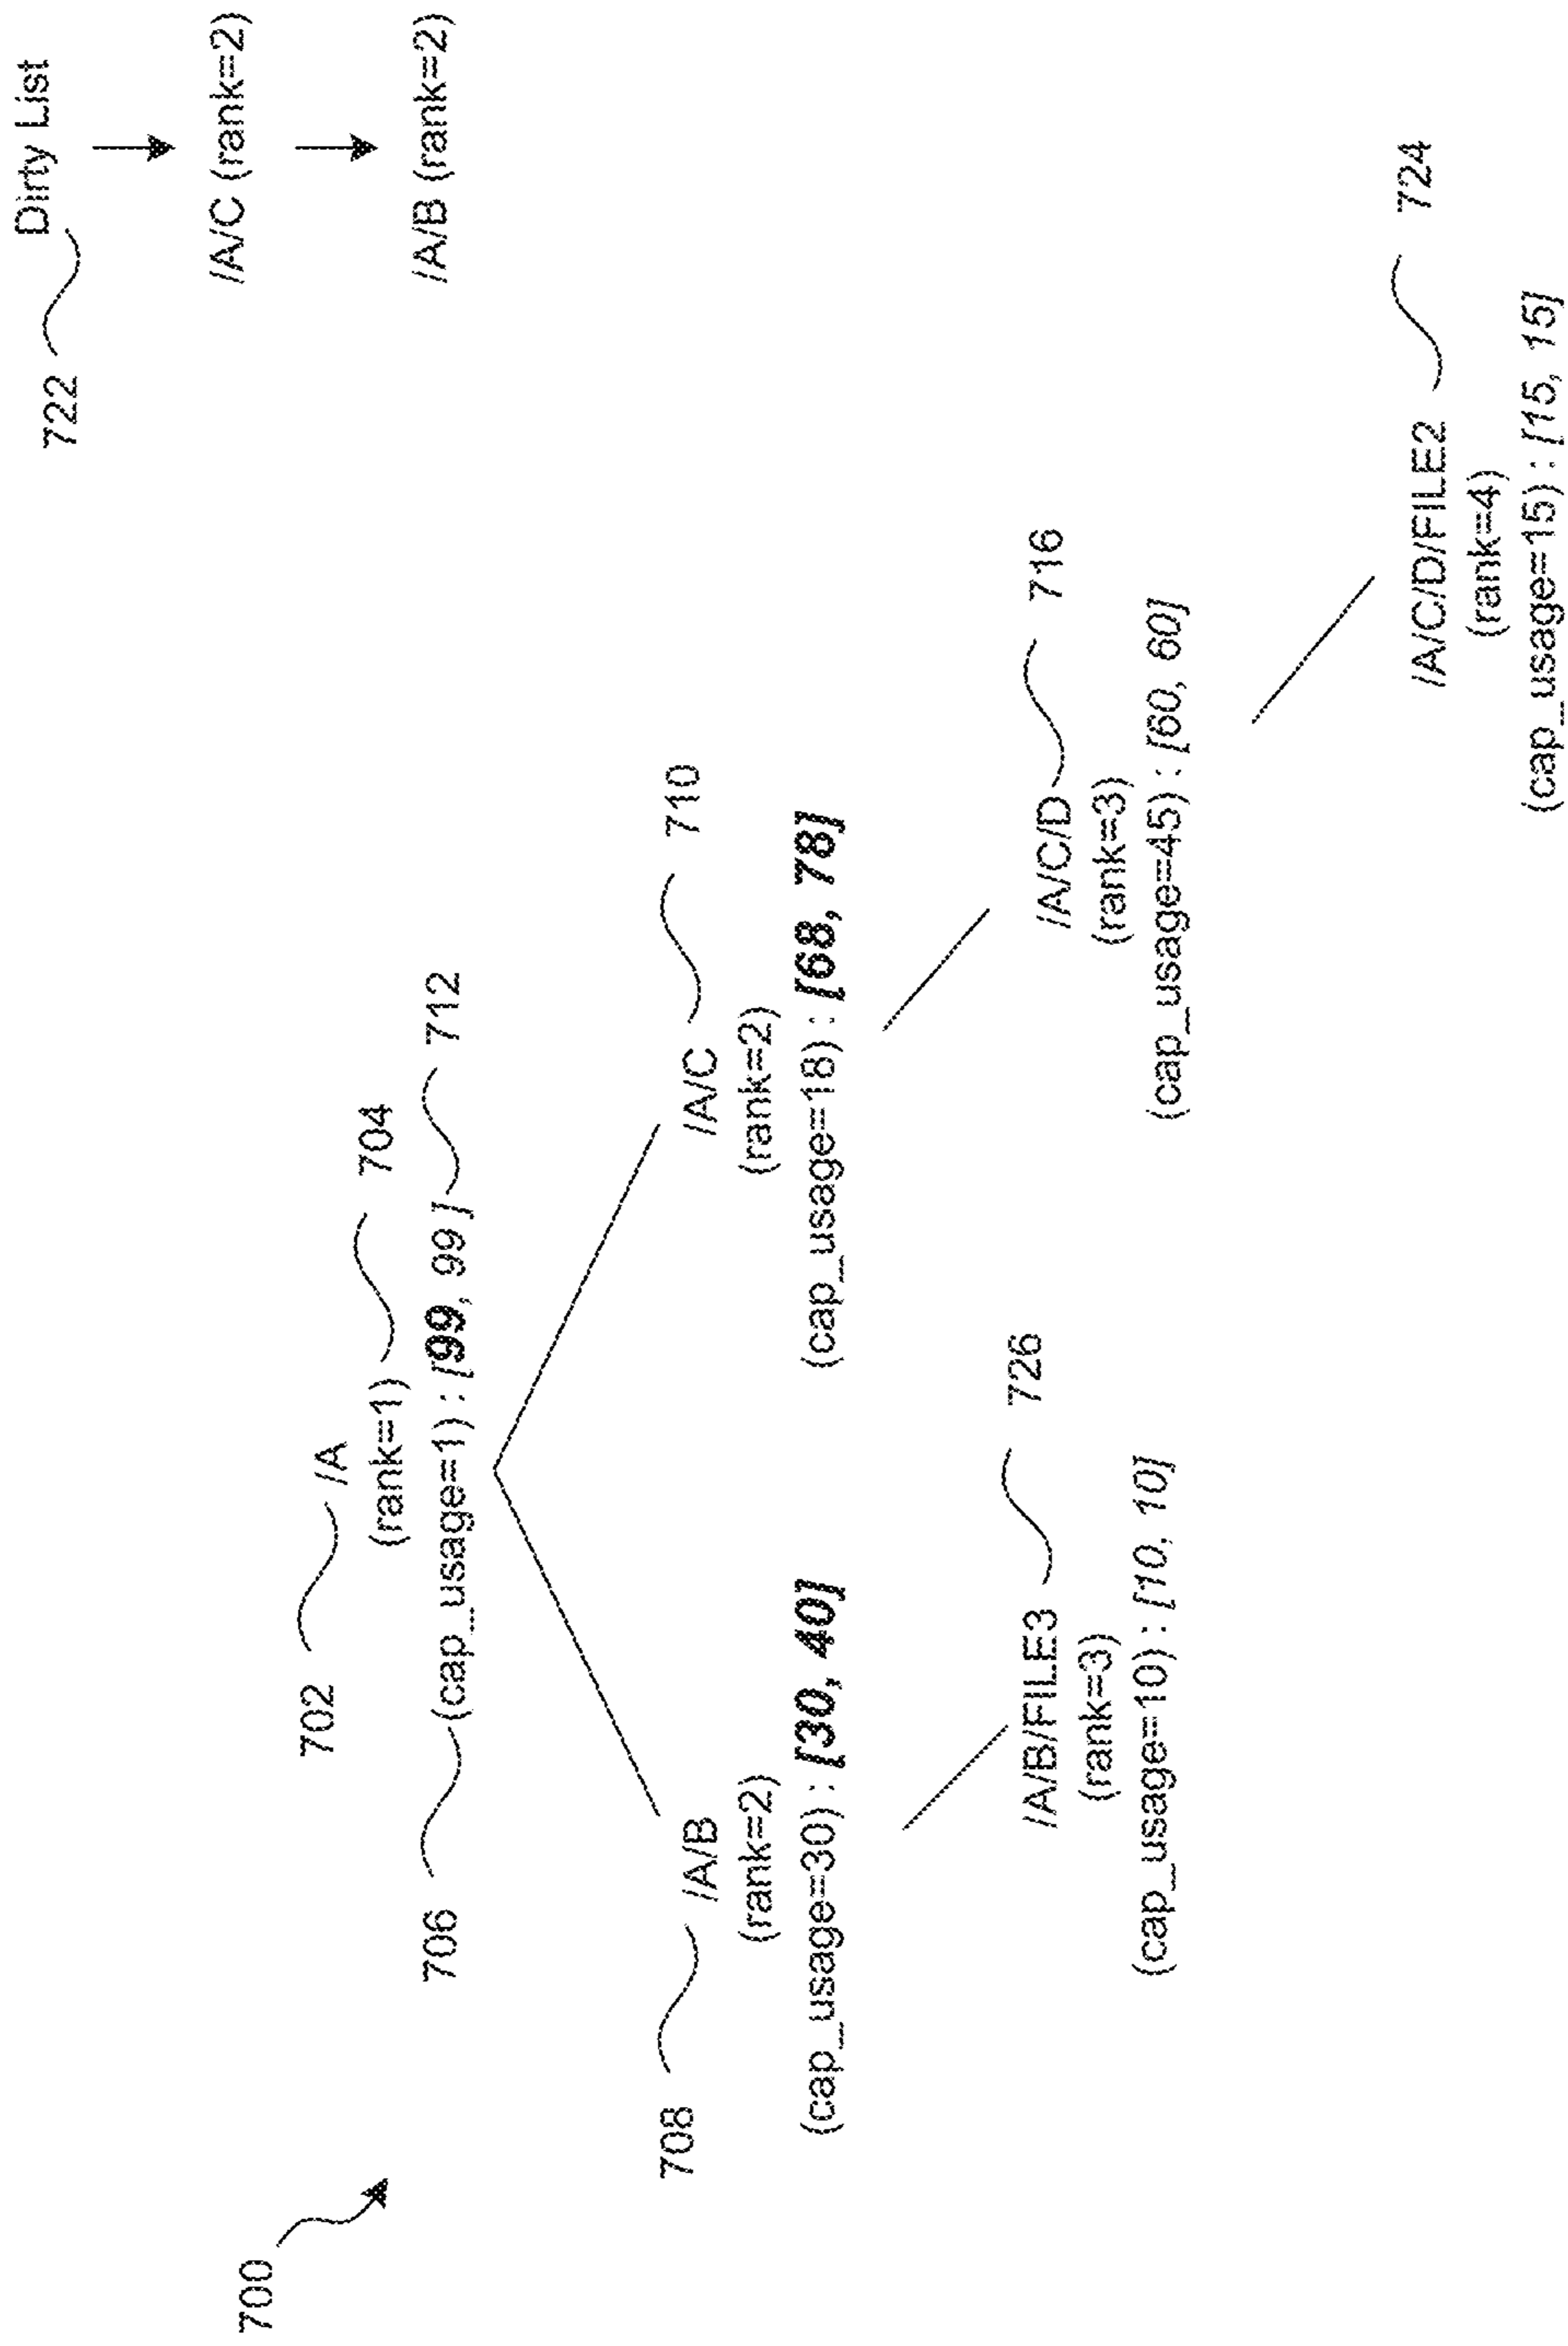 700
Dirty List
722
/A/C (rank=2)
/A/B (rank=2)
702
/A
(rank=1)
704
706
(cap_usage=1) : [99, 99 ]
712
708
/A/B
(rank=2)
(cap_usage=30) : [30, 40]
/A/C
710
(rank=2)
(cap_usage=18) : [68, 78]
/A/B/FILE3
726
(rank=3)
(cap_usage=10) : [10, 10]
/A/C/D
716
(rank=3)
(cap_usage=45) : [60, 60]
/A/C/D/FILE2
724
(rank=4)
(cap_usage=15) : [15, 15]